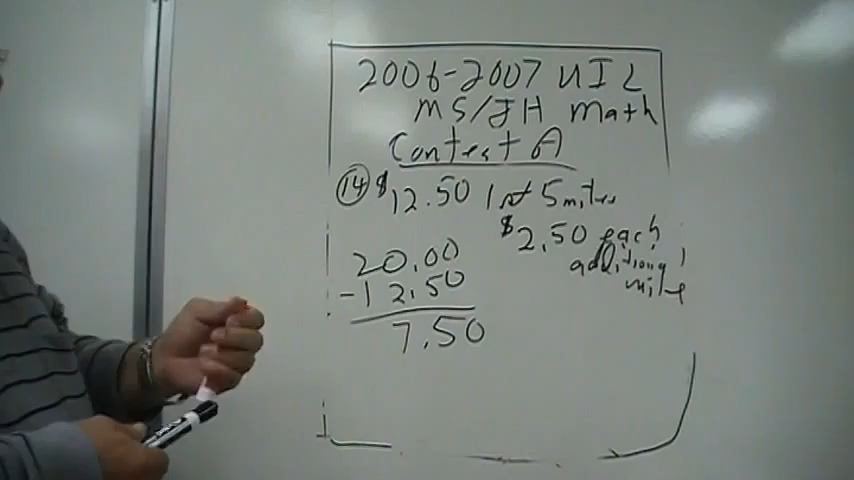 2006-2007 UIL
MS/JH Math
Contest A
14 $12.50 1st 5 miles
$2.50 each
additional
mile
20.00
-12.50
7.50